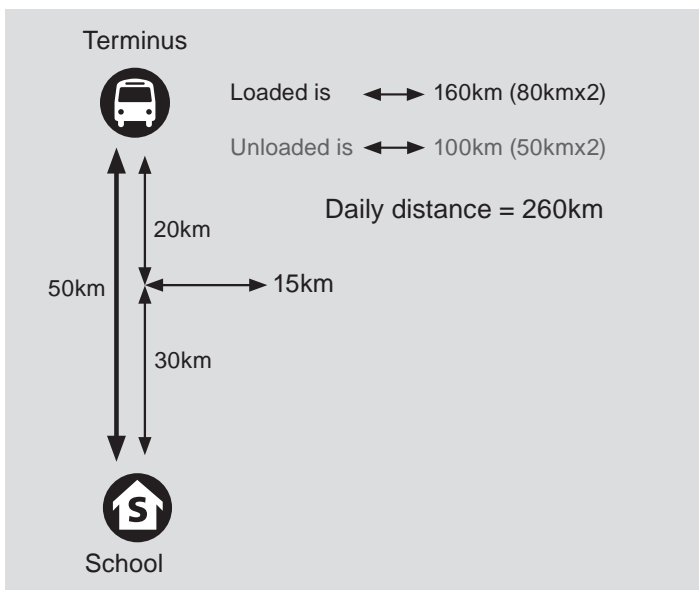 Terminus
Loaded is 160km (80kmx2)
Unloaded is 100km (50kmx2)
Daily distance = 260km
20km
50km
15km
30km
S
School